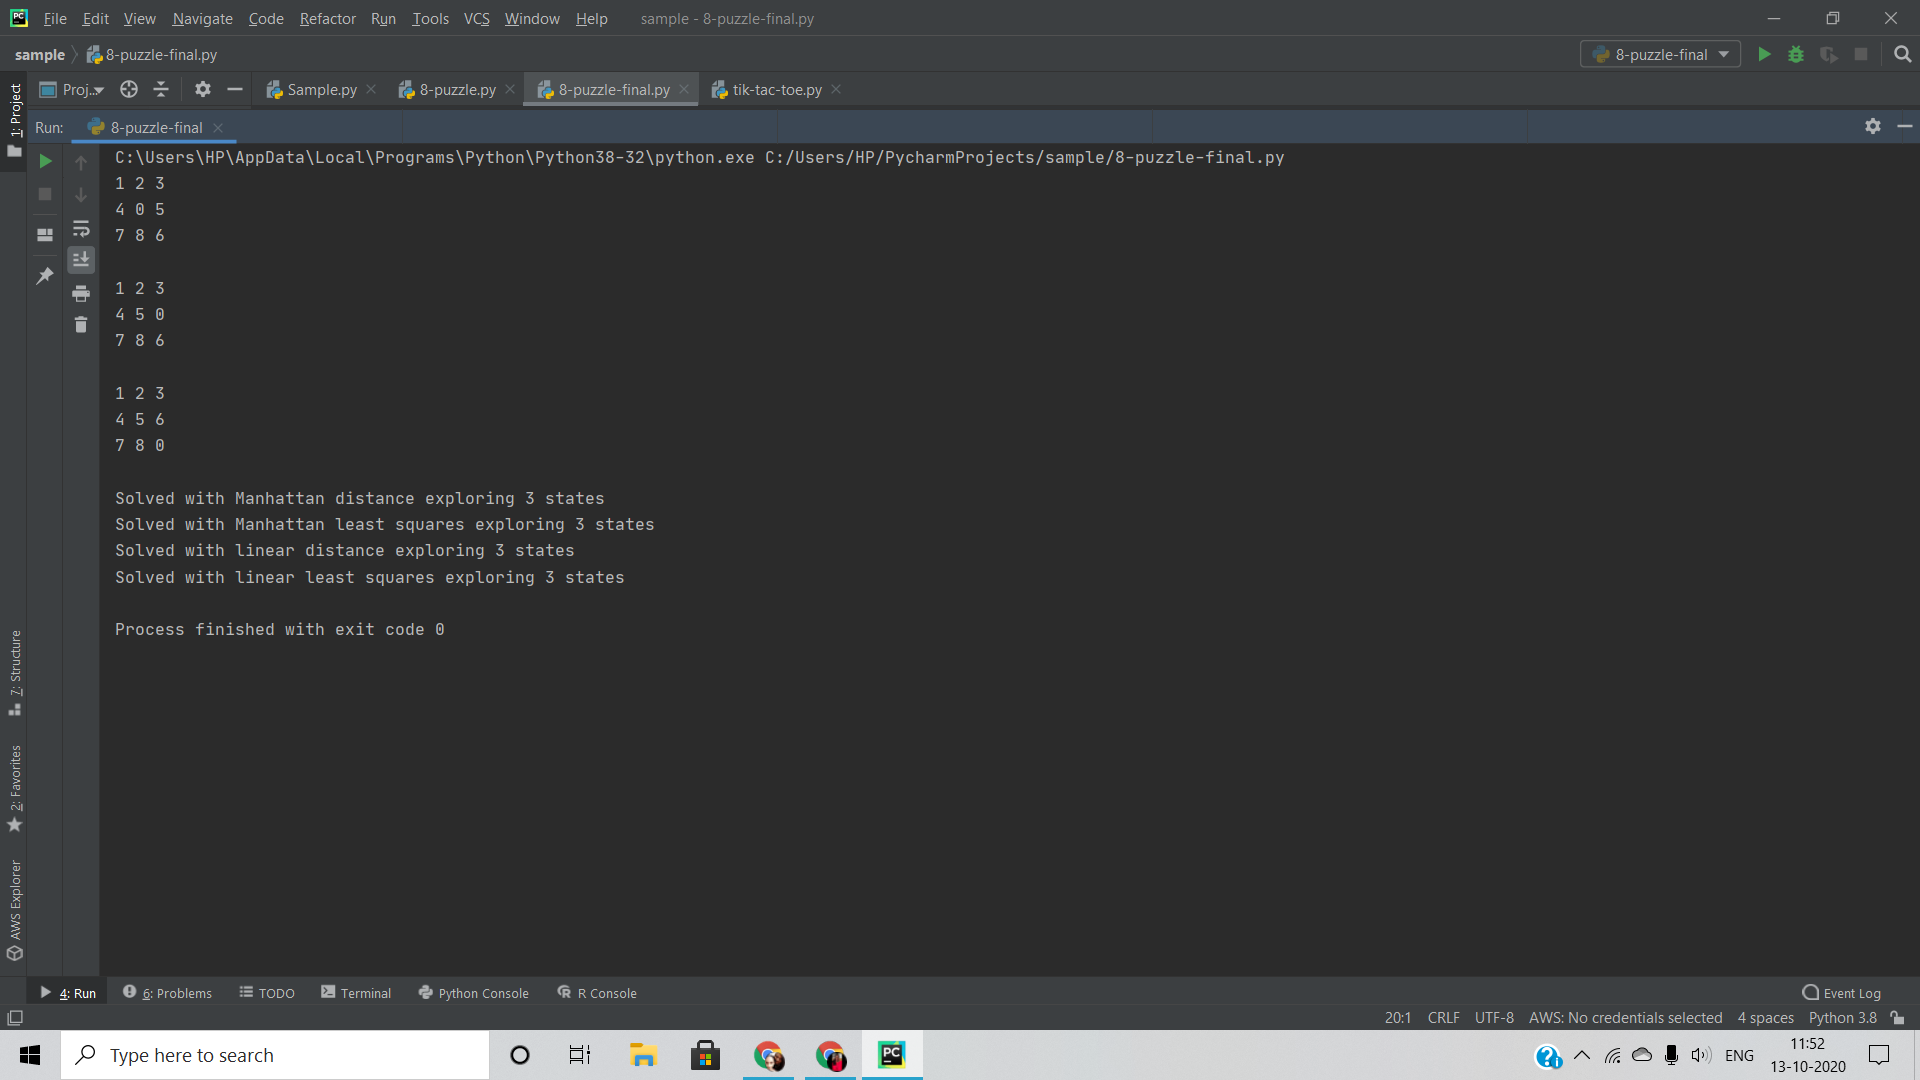 File Edit View Navigate Code Refactor Run Tools VCS Window Help sample - 8-puzzle-final.py
sample 8-puzzle-final.py 8-puzzle-final
Proj.. Sample.py 8-puzzle.py 8-puzzle-final.py tik-tac-toe.py
1: Project
Run: 8-puzzle-final
C:\Users\HP\AppData\Local\Programs\Python\Python38-32\python.exe C:/Users/HP/PycharmProjects/sample/8-puzzle-final.py
1 2 3
4 0 5
7 8 6
1 2 3
4 5 0
7 8 6
1 2 3
4 5 6
7 8 0
Solved with Manhattan distance exploring 3 states
Solved with Manhattan least squares exploring 3 states
Solved with linear distance exploring 3 states
Solved with linear least squares exploring 3 states
Process finished with exit code 0
7: Structure
2: Favorites
AWS Explorer
4: Run 6: Problems TODO Terminal Python Console R Console Event Log
20:1 CRLF UTF-8 AWS: No credentials selected 4 spaces Python 3.8
Type here to search
PC
ENG
11:52
13-10-2020